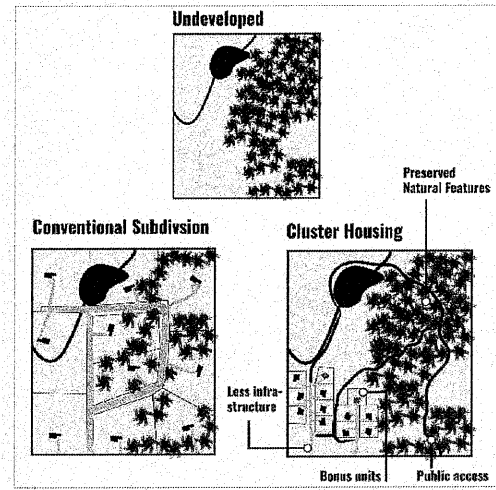 Undeveloped
Preserved
Natural Features
Conventional Subdivsion
Cluster Housing
Less infra-
structure
Bonus units
Public access